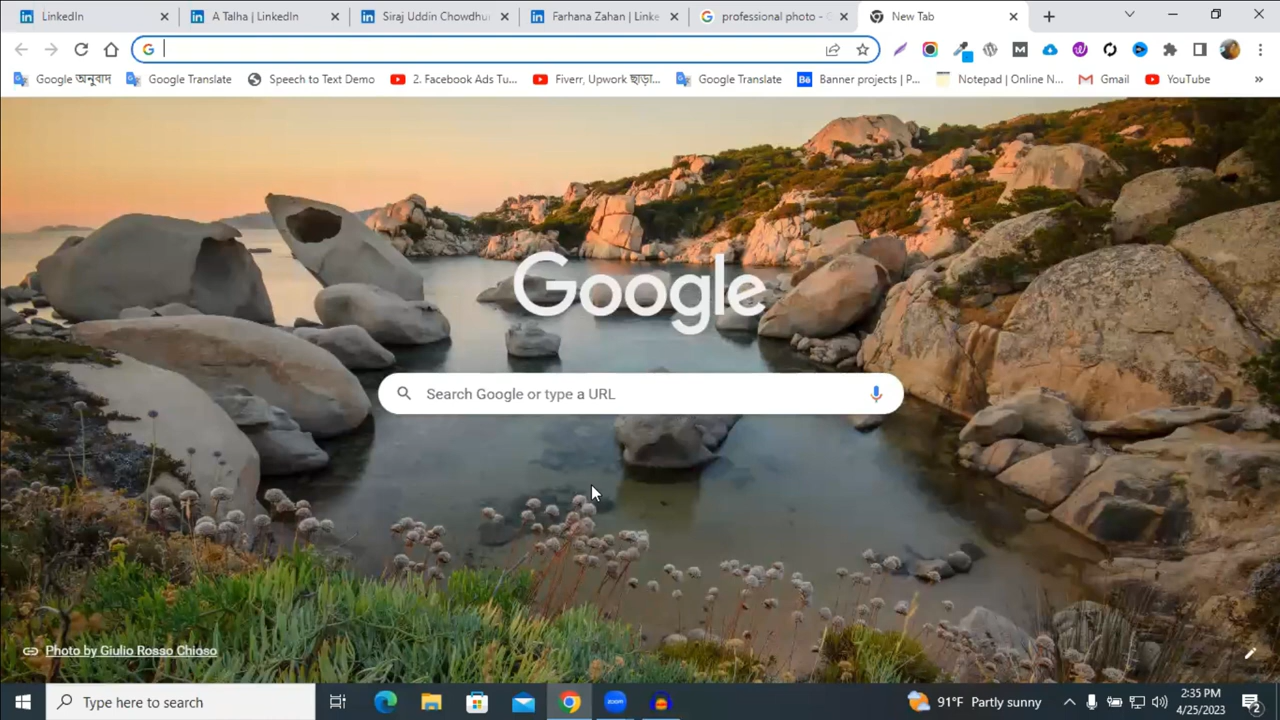 LinkedIn
A Talha | LinkedIn
Siraj Uddin Chowdhu
Farhana Zahan | Linke
professional photo - G
New Tab
Google অনুবাদ
Google Translate
Speech to Text Demo
2. Facebook Ads Tu...
Fiverr, Upwork ছাড়া...
Google Translate
Banner projects | P...
Notepad | Online N...
Gmail
YouTube
Google
Search Google or type a URL
Photo by Giulio Rosso Chioso
Type here to search
zoom
91°F Partly sunny
2:35 PM
4/25/2023
2